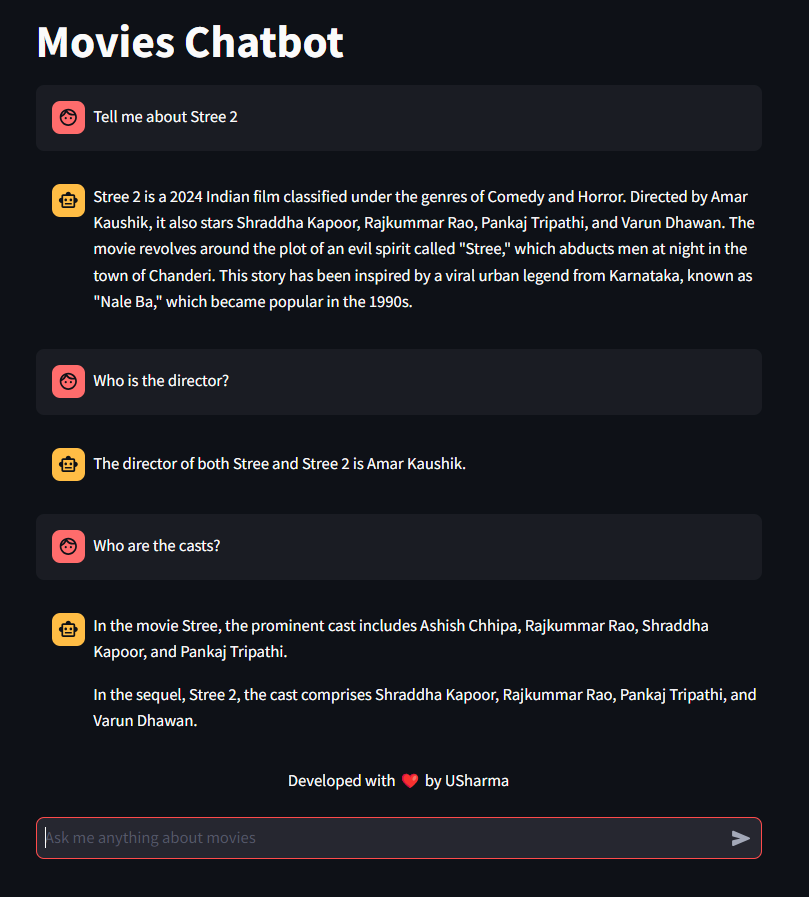 Movies Chatbot
Tell me about Stree 2
Stree 2 is a 2024 Indian film classified under the genres of Comedy and Horror. Directed by Amar
Kaushik, it also stars Shraddha Kapoor, Rajkummar Rao, Pankaj Tripathi, and Varun Dhawan. The
movie revolves around the plot of an evil spirit called "Stree," which abducts men at night in the
town of Chanderi. This story has been inspired by a viral urban legend from Karnataka, known as
"Nale Ba," which became popular in the 1990s.
Who is the director?
The director of both Stree and Stree 2 is Amar Kaushik.
Who are the casts?
In the movie Stree, the prominent cast includes Ashish Chhipa, Rajkummar Rao, Shraddha
Kapoor, and Pankaj Tripathi.
In the sequel, Stree 2, the cast comprises Shraddha Kapoor, Rajkummar Rao, Pankaj Tripathi, and
Varun Dhawan.
Developed with ❤️ by USharma
Ask me anything about movies